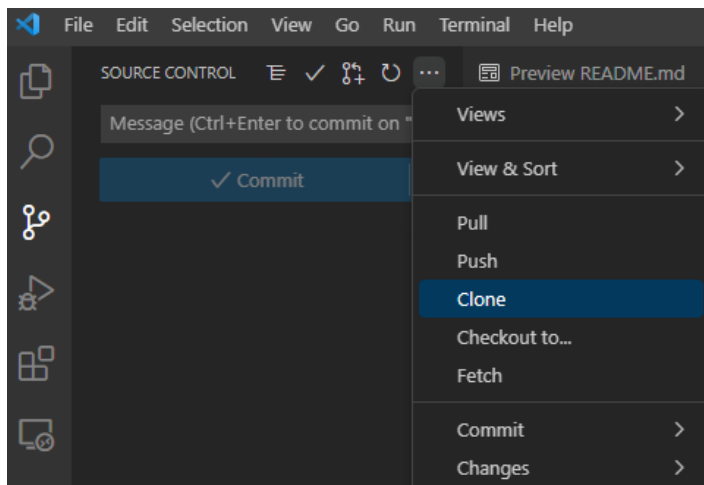 File Edit Selection View Go Run Terminal Help
SOURCE CONTROL
Preview README.md
Message (Ctrl+Enter to commit on "
Commit
Views
View & Sort
Pull
Push
Clone
Checkout to...
Fetch
Commit
Changes